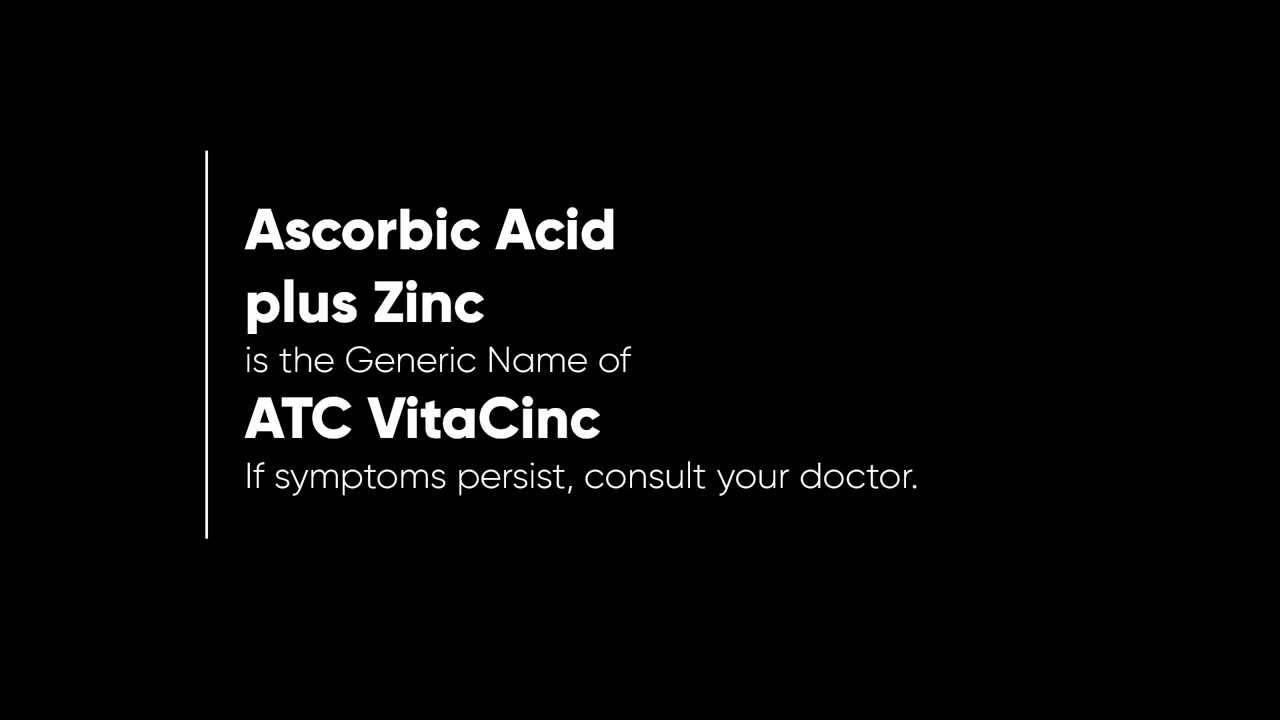 Ascorbic Acid
plus Zinc
is the Generic Name of
ATC VitaCinc
If symptoms persist, consult your doctor.